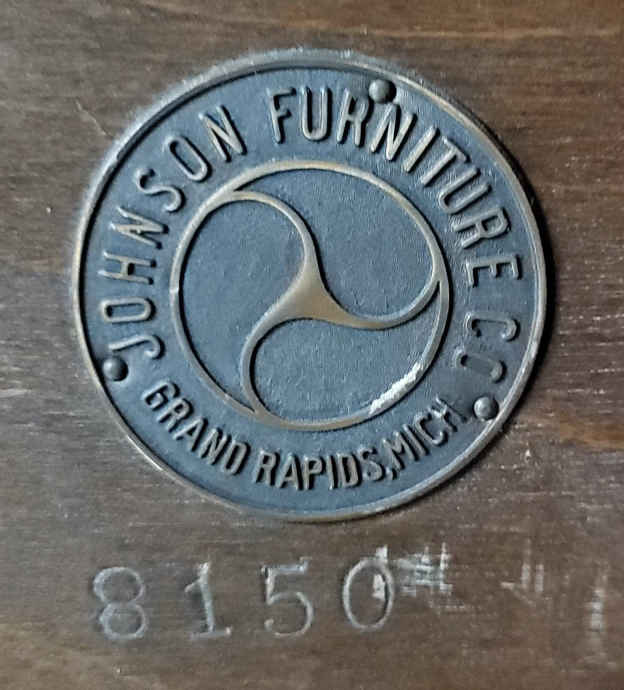 JOHNSON FURNITURE CO
GRAND RAPIDS, MICH.
8150